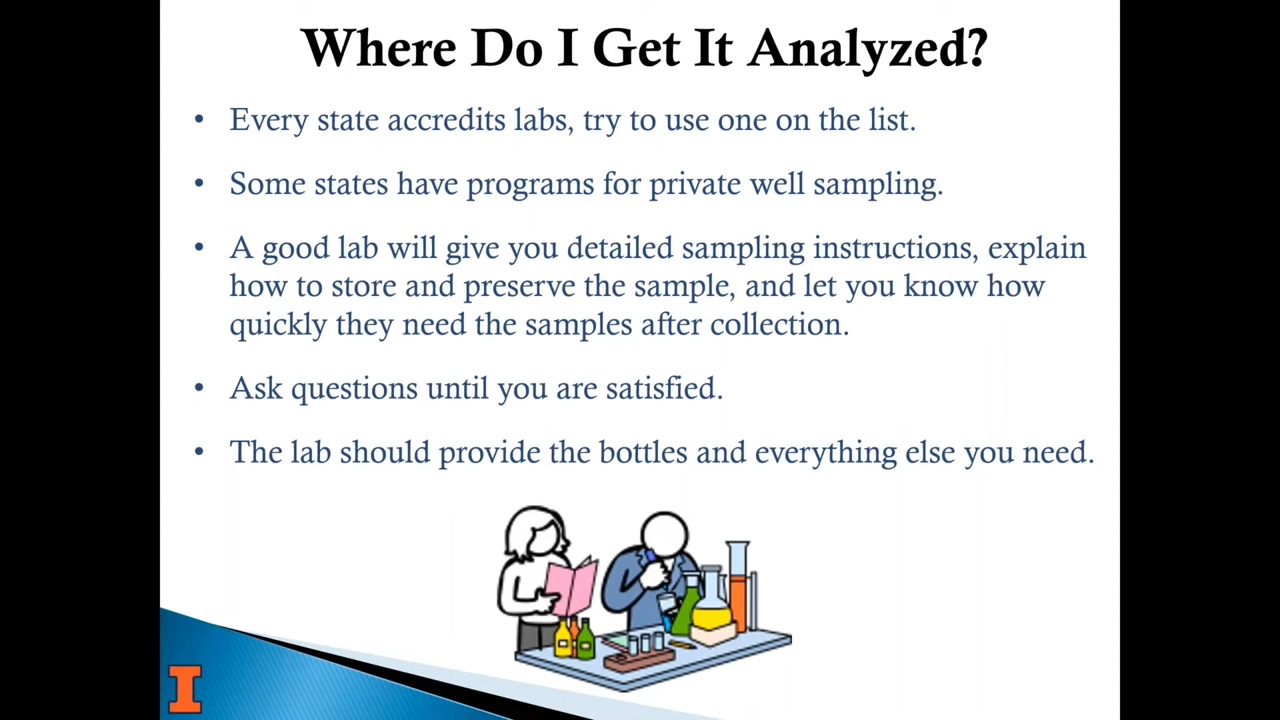 Where Do I Get It Analyzed?
• Every state accredits labs, try to use one on the list.
• Some states have programs for private well sampling.
• A good lab will give you detailed sampling instructions, explain
how to store and preserve the sample, and let you know how
quickly they need the samples after collection.
• Ask questions until you are satisfied.
• The lab should provide the bottles and everything else you need.
I